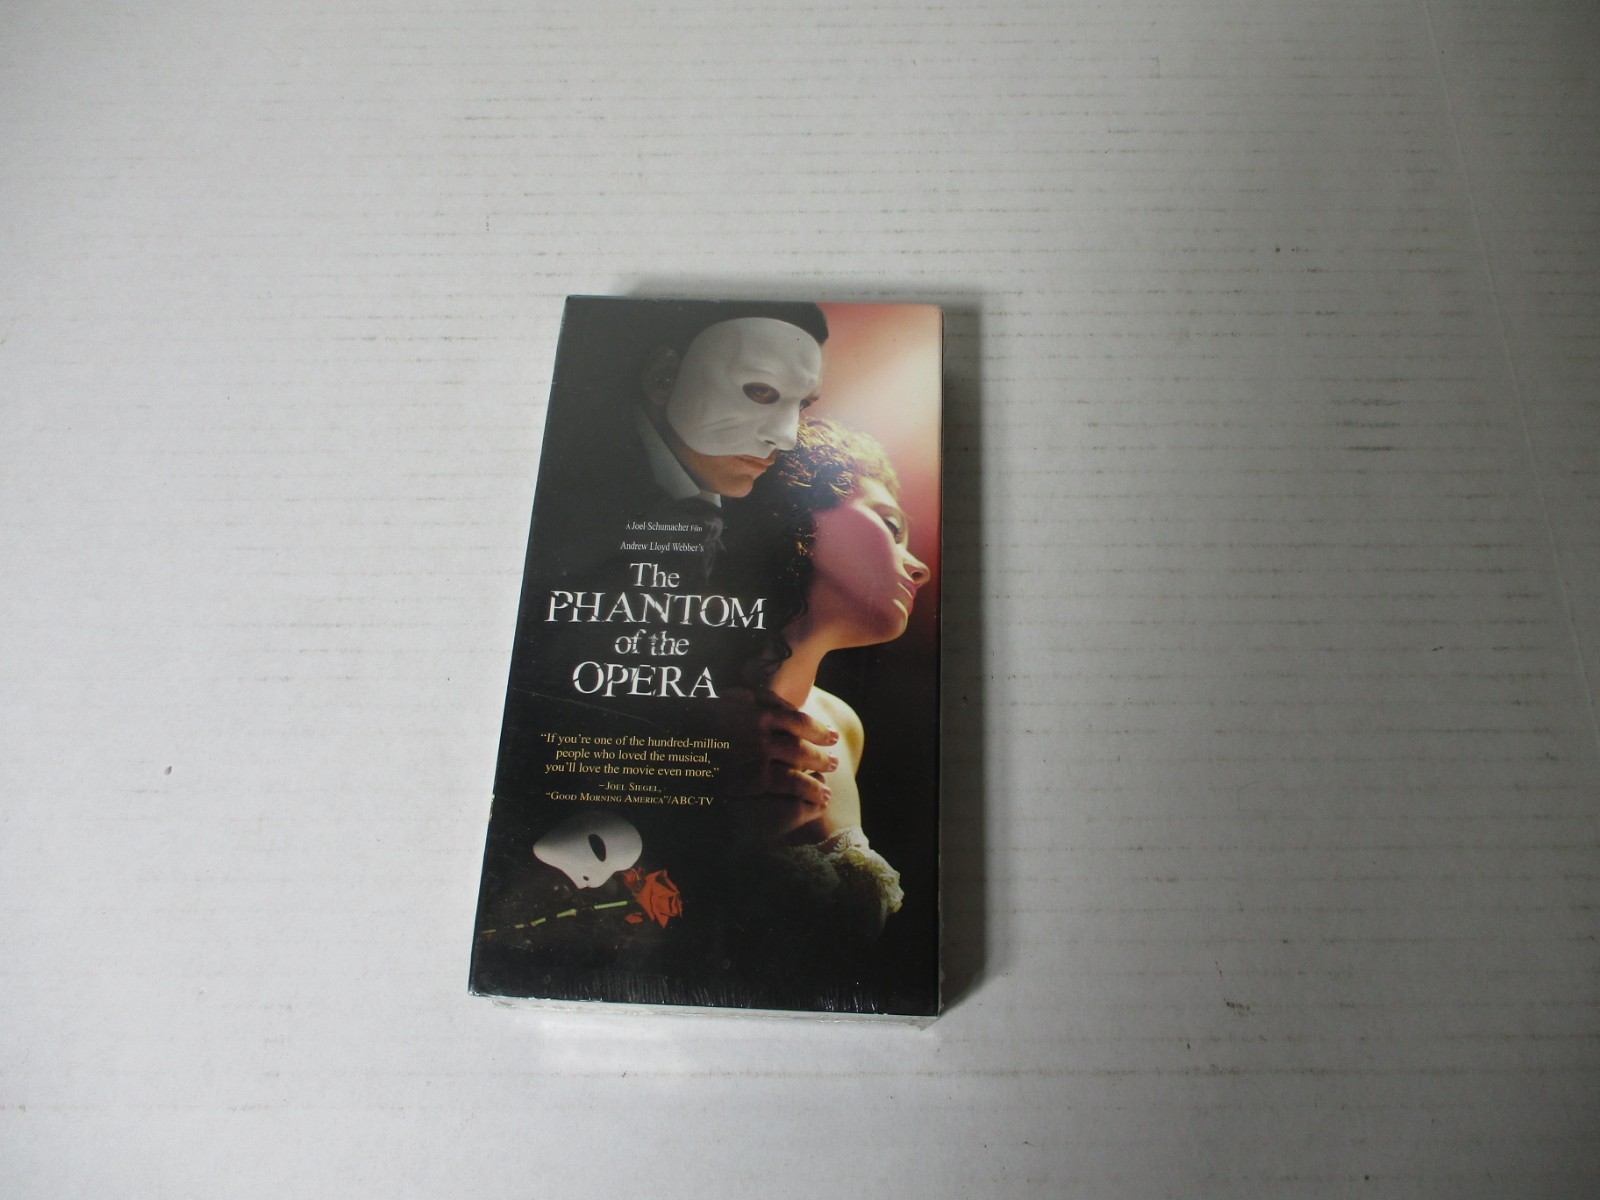 A Joel Schumacher Film
Andrew Lloyd Webber's
The
PHANTOM
of the
OPERA
"If you're one of the hundred-million
people who loved the musical,
you'll love the movie even more."
–Joel Siegel,
"Good Morning America"/ABC-TV